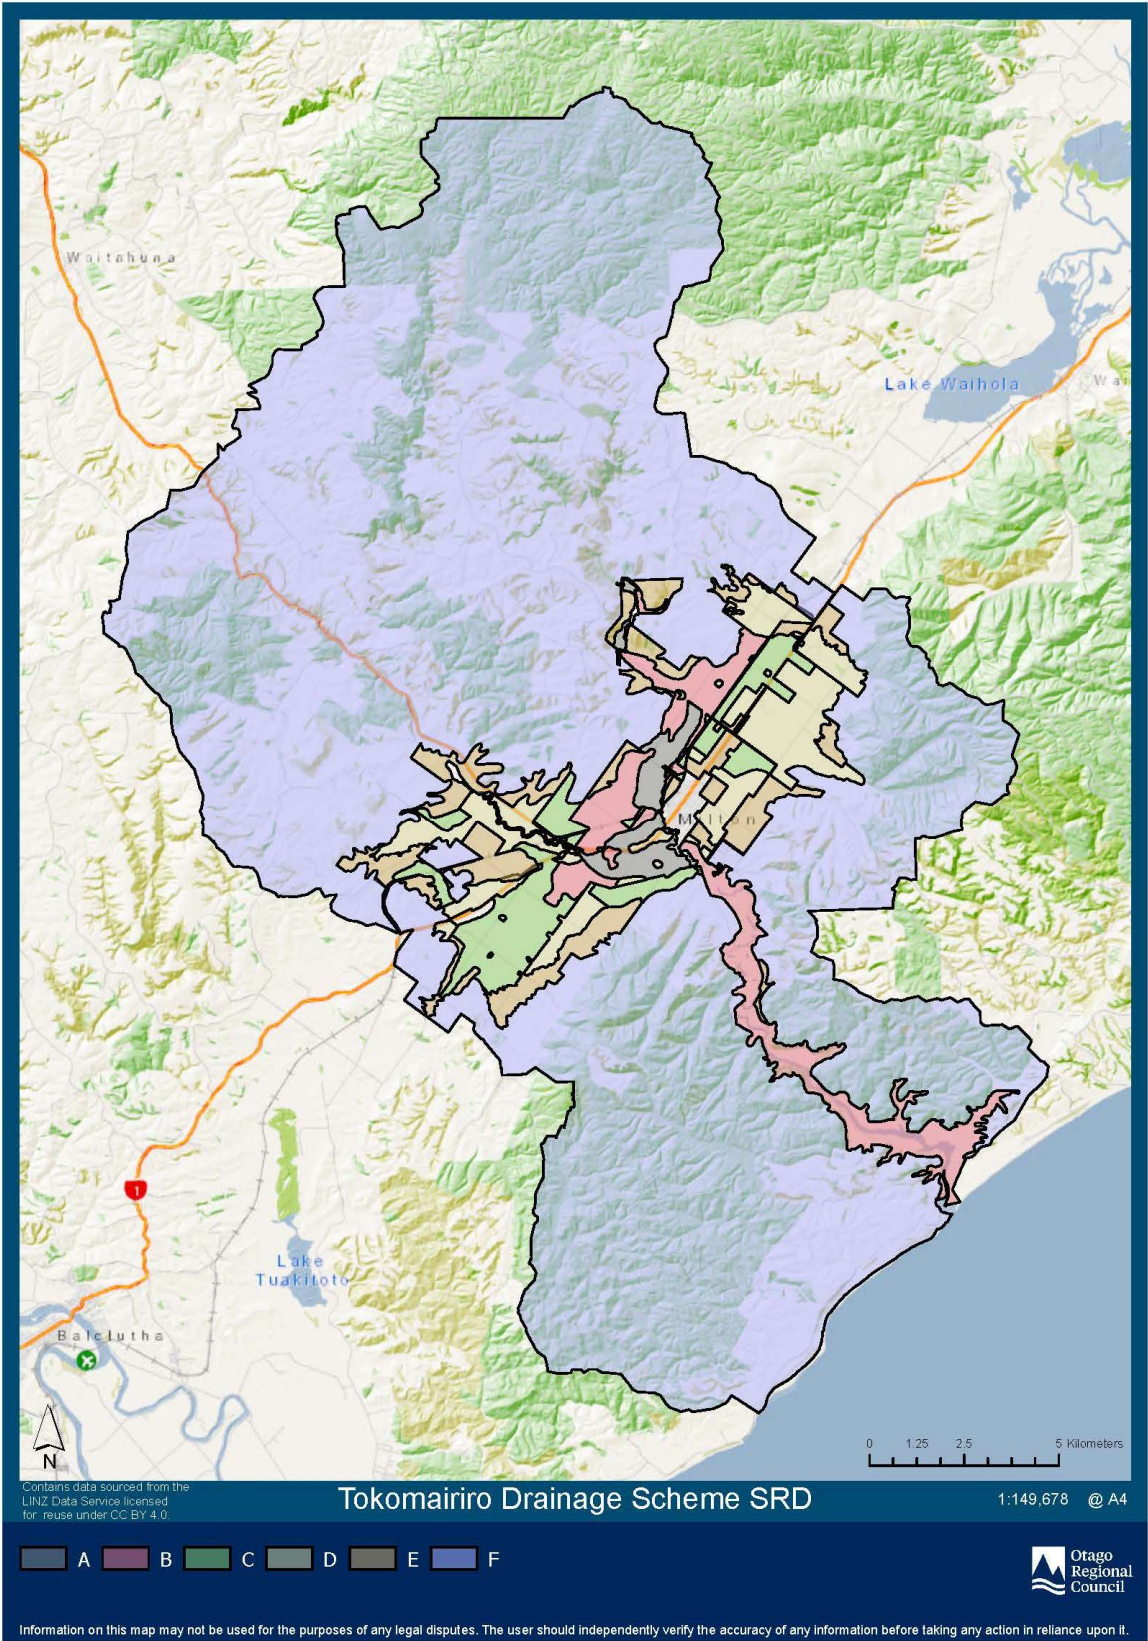 Waitahuna
Lake Waihola
Milton
1
Lake
Tuakitoto
Balclutha
N
0 1.25 2.5 5 Kilometers
Contains data sourced from the
LINZ Data Service licensed
for reuse under CC BY 4.0.
Tokomairiro Drainage Scheme SRD
1:149,678 @ A4
A B C D E F
Otago
Regional
Council
Information on this map may not be used for the purposes of any legal disputes. The user should independently verify the accuracy of any information before taking any action in reliance upon it.